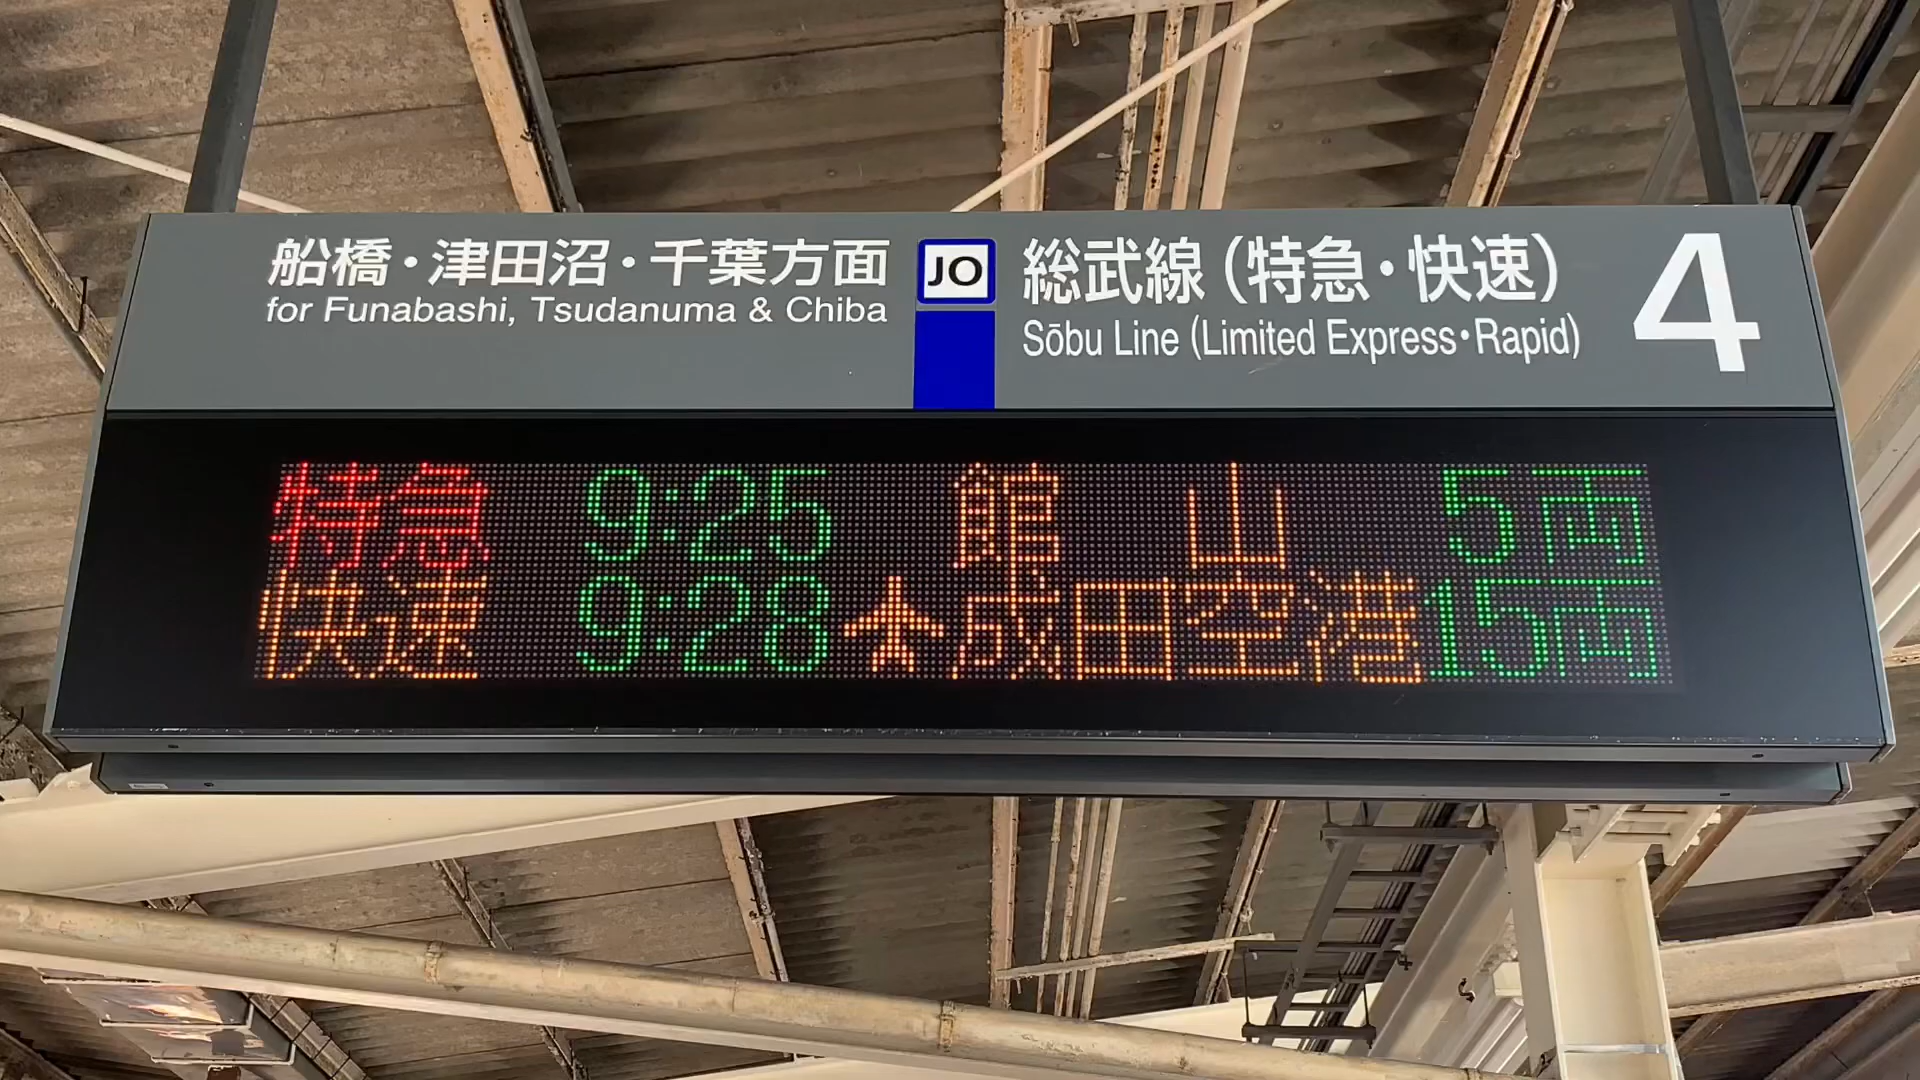 船橋・津田沼・千葉方面
for Funabashi, Tsudanuma & Chiba
JO
総武線(特急・快速)
Sōbu Line (Limited Express・Rapid)
4
特急 9:25 館山 5両
快速 9:28 成田空港 15両